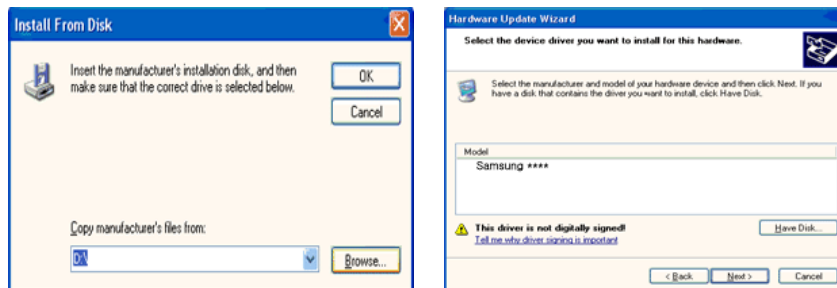 Install From Disk
Insert the manufacturer's installation disk, and then
make sure that the correct drive is selected below.
OK
Cancel
Copy manufacturer's files from:
D:\
Browse...
Hardware Update Wizard
Select the device driver you want to install for this hardware.
Select the manufacturer and model of your hardware device and then click Next. If you
have a disk that contains the driver you want to install, click Have Disk.
Model
Samsung ****
This driver is not digitally signed!
Tell me why driver signing is important
Have Disk...
< Back
Next >
Cancel